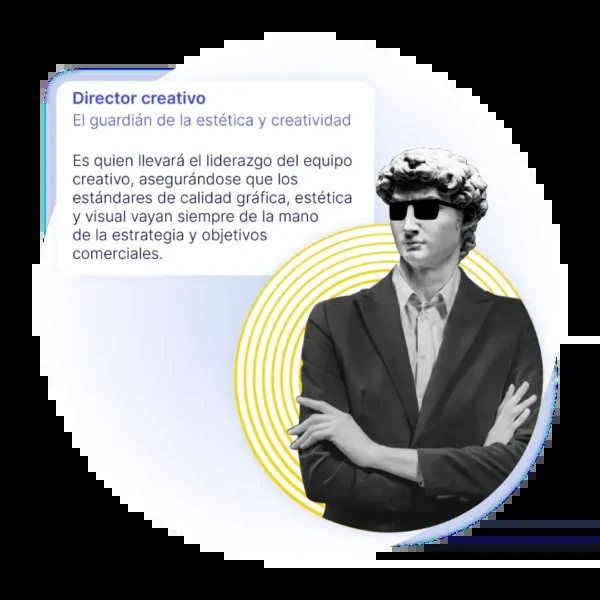 Director creativo
El guardián de la estética y creatividad
Es quien llevará el liderazgo del equipo
creativo, asegurándose que los
estándares de calidad gráfica, estética
y visual vayan siempre de la mano
de la estrategia y objetivos
comerciales.